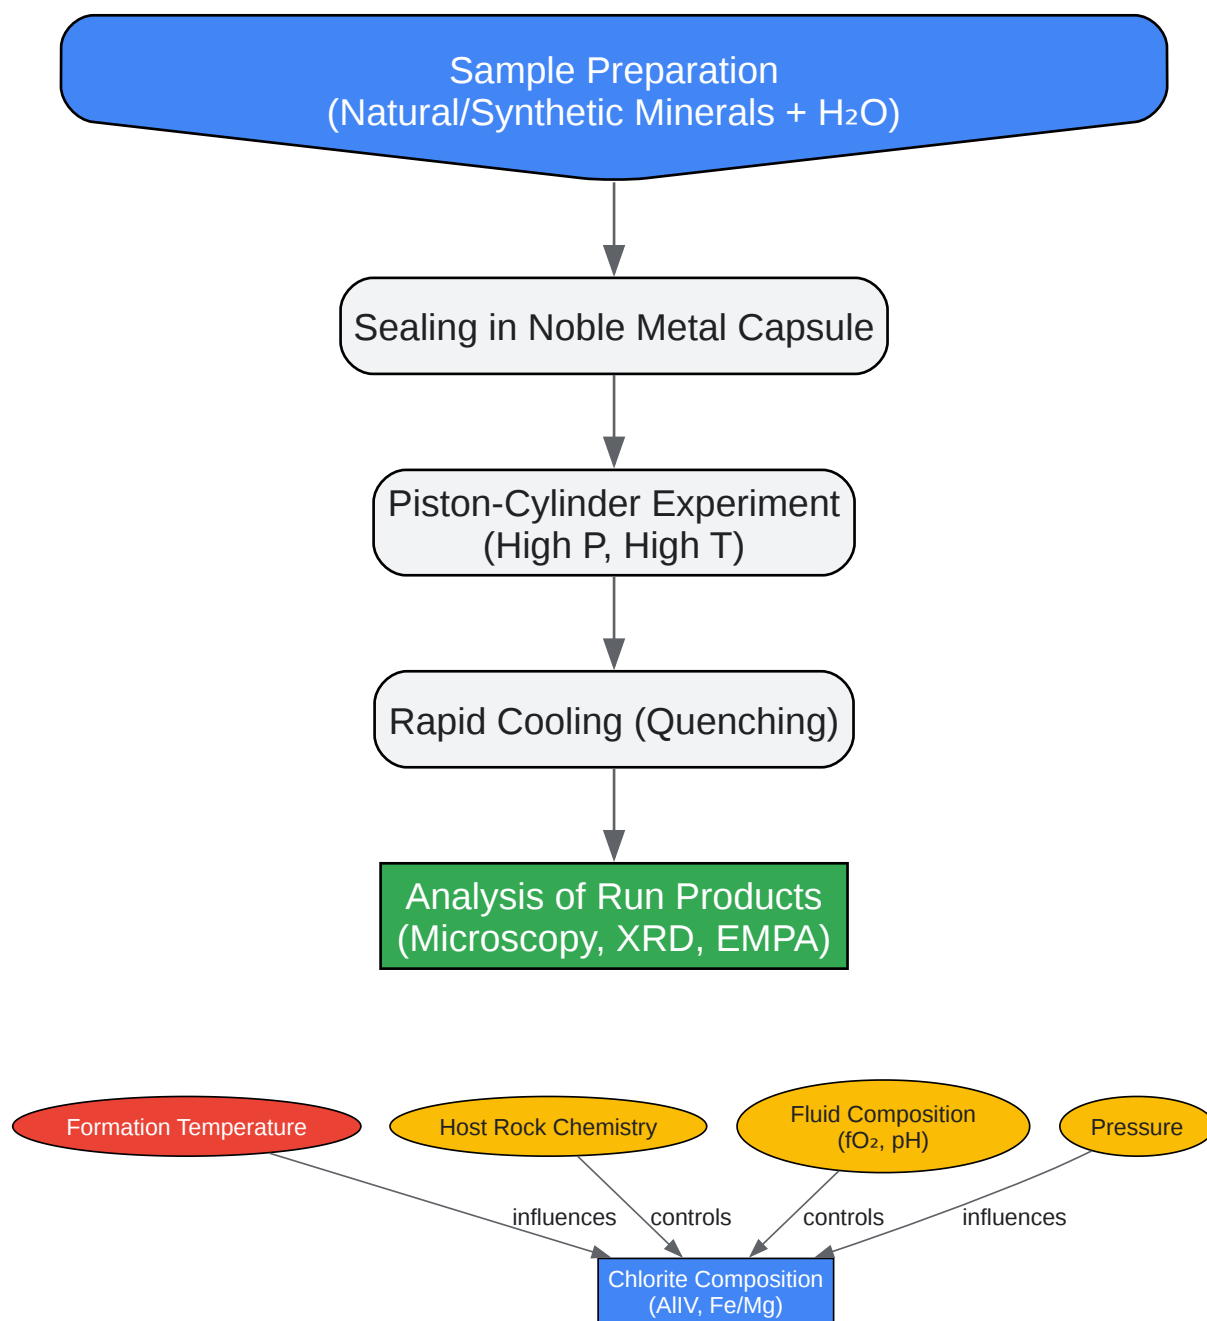 Sample Preparation
(Natural/Synthetic Minerals + H₂O)
Sealing in Noble Metal Capsule
Piston-Cylinder Experiment
(High P, High T)
Rapid Cooling (Quenching)
Analysis of Run Products
(Microscopy, XRD, EMPA)
Formation Temperature
Host Rock Chemistry
Fluid Composition
(fO₂, pH)
Pressure
influences
controls
controls
influences
Chlorite Composition
(AlIV, Fe/Mg)